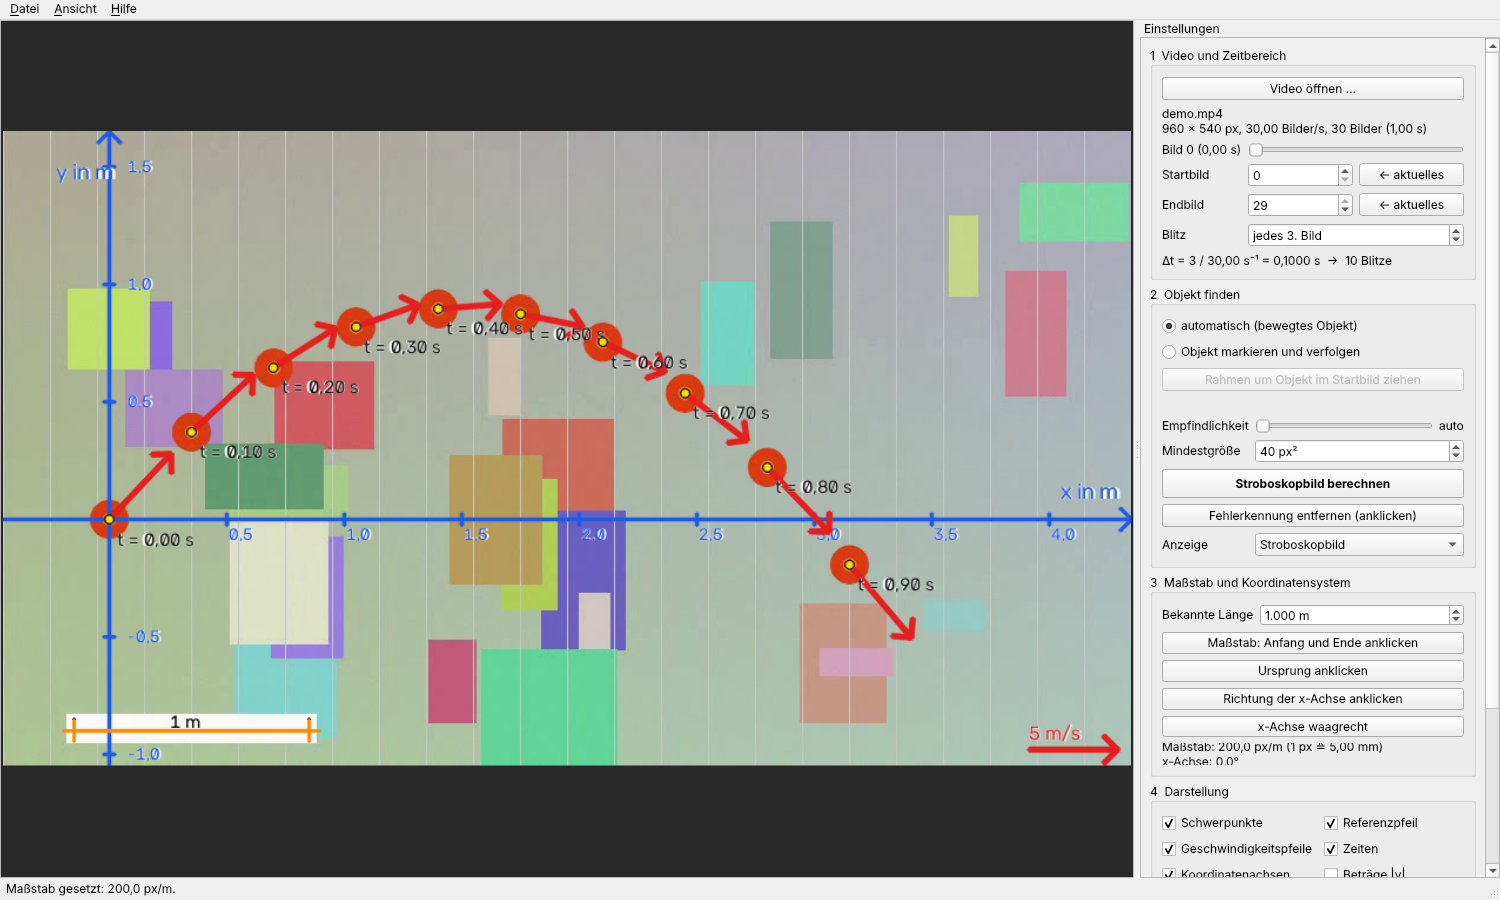 Datei Ansicht Hilfe
Einstellungen
1 Video und Zeitbereich
Video öffnen ...
demo.mp4
960 × 540 px, 30,00 Bilder/s, 30 Bilder (1,00 s)
Bild 0 (0,00 s)
Startbild 0 ← aktuelles
Endbild 29 ← aktuelles
Blitz jedes 3. Bild
Δt = 3 / 30,00 s⁻¹ = 0,1000 s → 10 Blitze
2 Objekt finden
automatisch (bewegtes Objekt)
Objekt markieren und verfolgen
Rahmen um Objekt im Startbild ziehen
Empfindlichkeit auto
Mindestgröße 40 px²
Stroboskopbild berechnen
Fehlerkennung entfernen (anklicken)
Anzeige Stroboskopbild
3 Maßstab und Koordinatensystem
Bekannte Länge 1.000 m
Maßstab: Anfang und Ende anklicken
Ursprung anklicken
Richtung der x-Achse anklicken
x-Achse waagrecht
Maßstab: 200,0 px/m (1 px ≙ 5,00 mm)
x-Achse: 0,0°
4 Darstellung
Schwerpunkte Referenzpfeil
Geschwindigkeitspfeile Zeiten
Koordinatenachsen Beträge |v|
y in m
1,5
1,0
0,5
-0,5
-1,0
t = 0,00 s
t = 0,10 s
t = 0,20 s
t = 0,30 s
t = 0,40 s
t = 0,50 s
t = 0,60 s
t = 0,70 s
t = 0,80 s
t = 0,90 s
x in m
0,5 1,0 1,5 2,0 2,5 3,0 3,5 4,0
1 m
5 m/s
Maßstab gesetzt: 200,0 px/m.